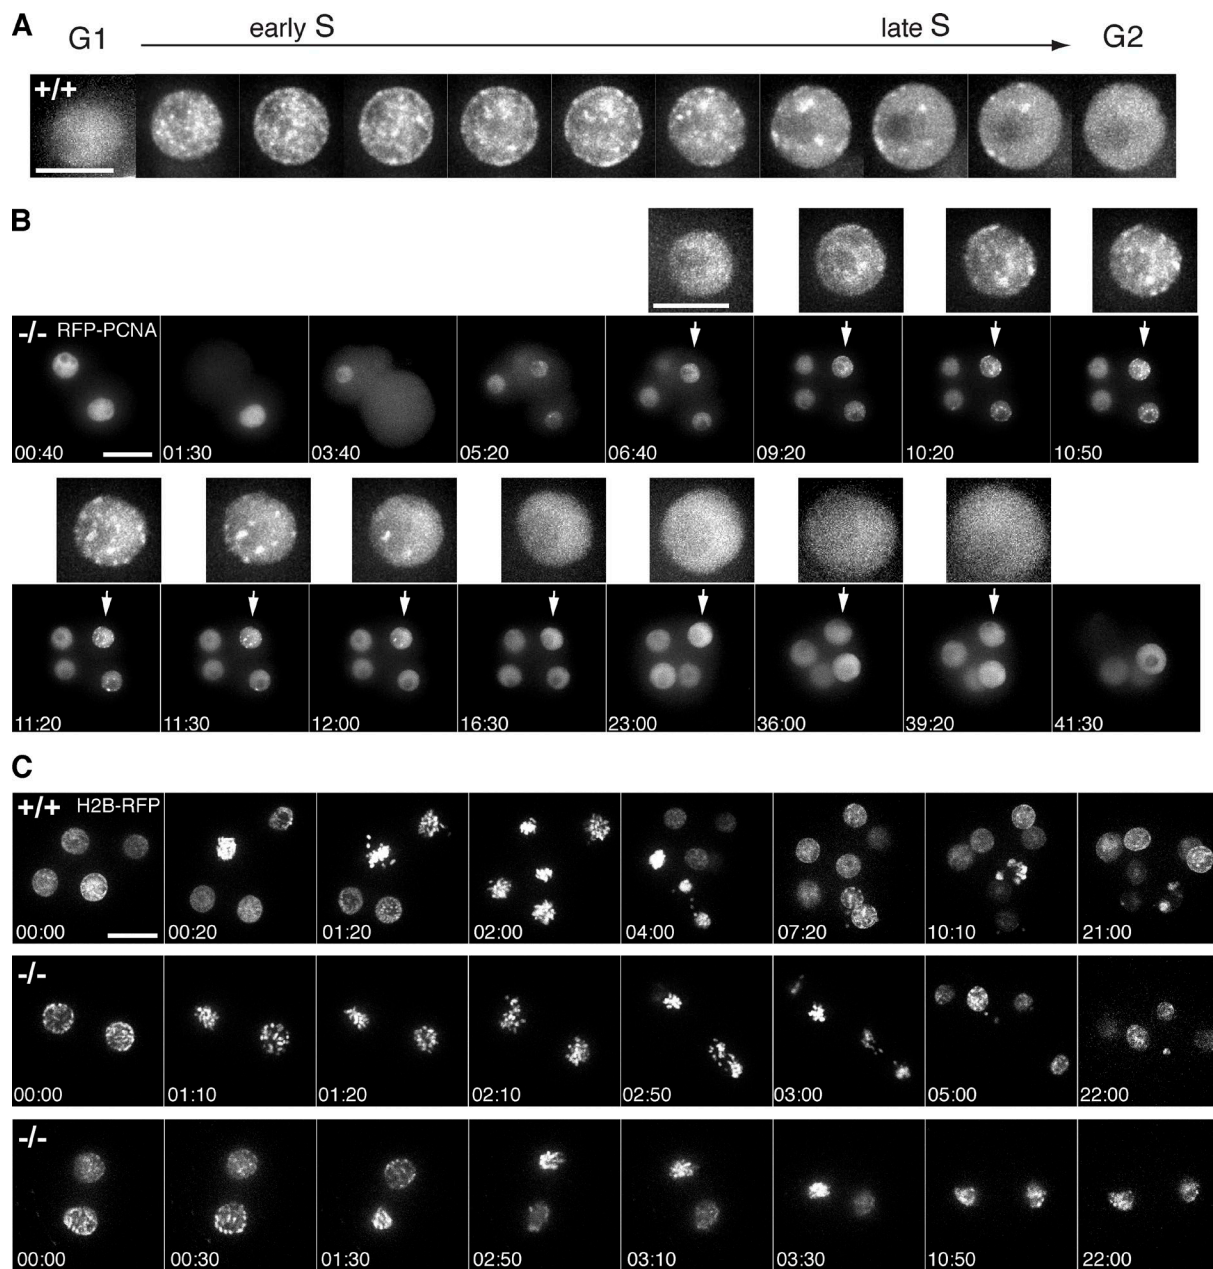 A
G1 early S late S G2
+/+
B
-/- RFP-PCNA
00:40 01:30 03:40 05:20 06:40 09:20 10:20 10:50
11:20 11:30 12:00 16:30 23:00 36:00 39:20 41:30
C
+/+ H2B-RFP
00:00 00:20 01:20 02:00 04:00 07:20 10:10 21:00
-/-
00:00 01:10 01:20 02:10 02:50 03:00 05:00 22:00
-/-
00:00 00:30 01:30 02:50 03:10 03:30 10:50 22:00